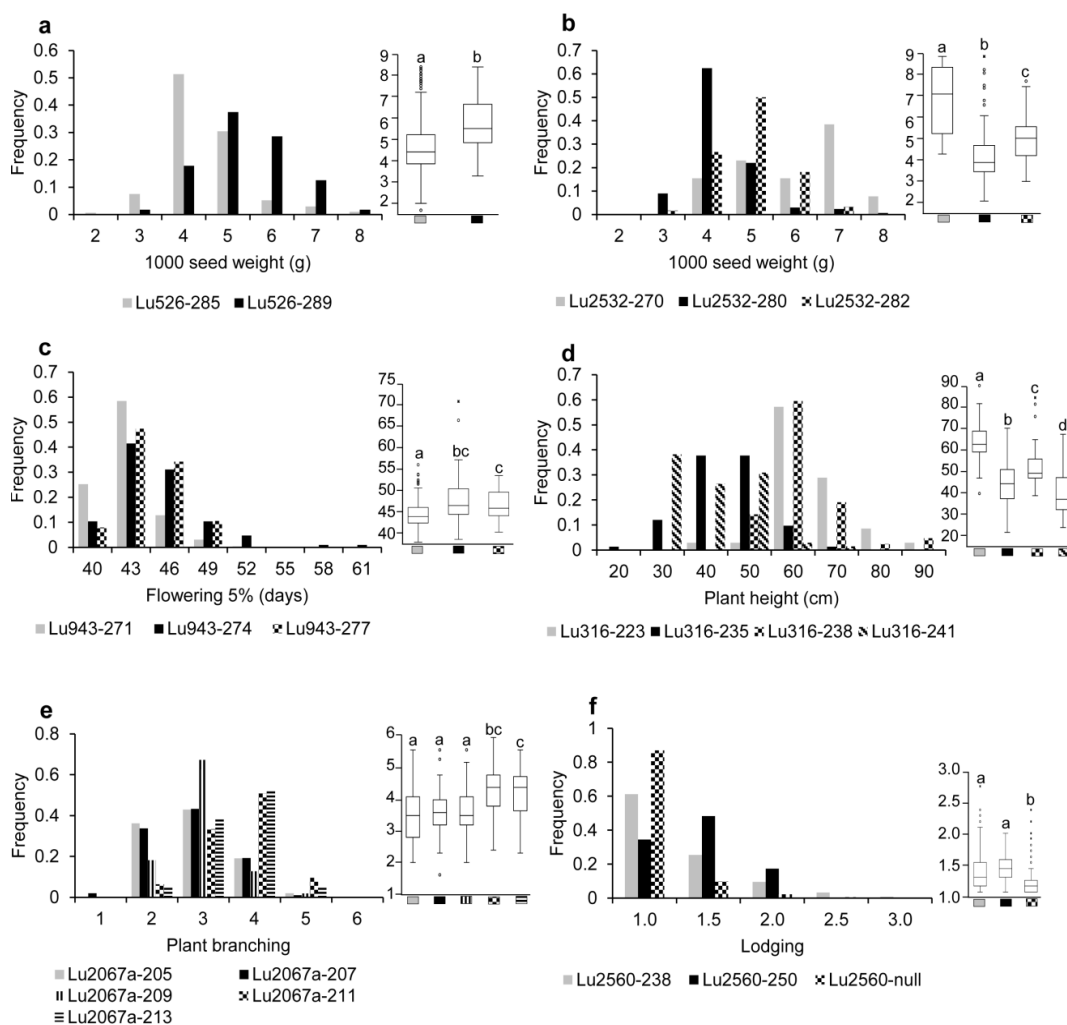 a
0.6
0.5
0.4
0.3
0.2
0.1
0
Frequency
2 3 4 5 6 7 8
1000 seed weight (g)
Lu526-285 Lu526-289
9
8
7
6
5
4
3
2
a b
b
0.7
0.6
0.5
0.4
0.3
0.2
0.1
0
Frequency
2 3 4 5 6 7 8
1000 seed weight (g)
Lu2532-270 Lu2532-280 Lu2532-282
9
8
7
6
5
4
3
2
a b c
c
0.7
0.6
0.5
0.4
0.3
0.2
0.1
0
Frequency
40 43 46 49 52 55 58 61
Flowering 5% (days)
Lu943-271 Lu943-274 Lu943-277
75
70
65
60
55
50
45
40
a bc c
d
0.7
0.6
0.5
0.4
0.3
0.2
0.1
0
Frequency
20 30 40 50 60 70 80 90
Plant height (cm)
Lu316-223 Lu316-235 Lu316-238 Lu316-241
90
80
70
60
50
40
30
20
a b c d
e
0.8
0.6
0.4
0.2
0
Frequency
1 2 3 4 5 6
Plant branching
Lu2067a-205 Lu2067a-207
Lu2067a-209 Lu2067a-211
Lu2067a-213
6
5
4
3
2
1
a a a bc c
f
1
0.8
0.6
0.4
0.2
0
Frequency
1.0 1.5 2.0 2.5 3.0
Lodging
Lu2560-238 Lu2560-250 Lu2560-null
3.0
2.5
2.0
1.5
1.0
a a b